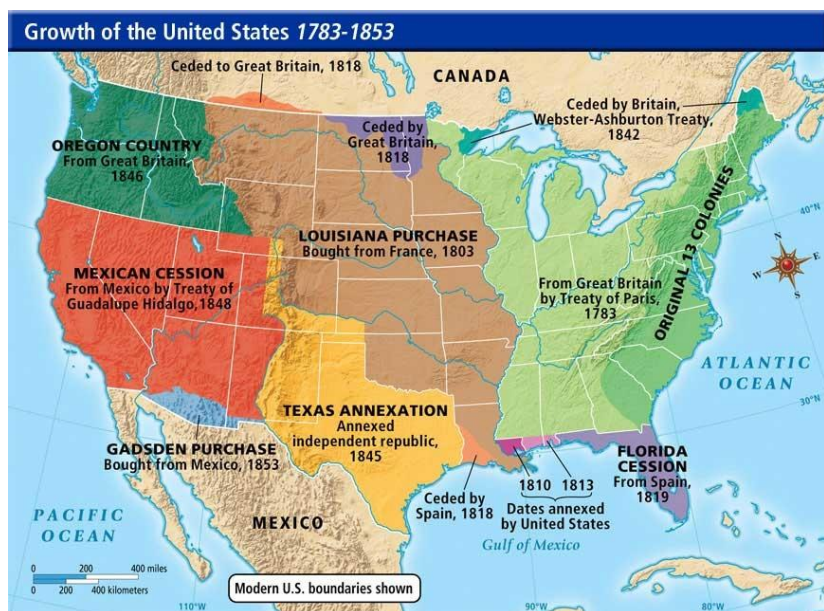 Growth of the United States 1783-1853
Ceded to Great Britain, 1818
CANADA
Ceded by Britain,
Webster-Ashburton Treaty,
1842
OREGON COUNTRY
From Great Britain,
1846
Ceded by
Great Britain,
1818
ORIGINAL 13 COLONIES
40°N
N
E
S
W
LOUISIANA PURCHASE
Bought from France, 1803
MEXICAN CESSION
From Mexico by Treaty of
Guadalupe Hidalgo, 1848
From Great Britain
by Treaty of Paris,
1783
ATLANTIC
OCEAN
30°N
TEXAS ANNEXATION
Annexed
independent republic,
1845
GADSDEN PURCHASE
Bought from Mexico, 1853
FLORIDA
CESSION
From Spain,
1819
1810
1813
Dates annexed
by United States
Ceded by
Spain, 1818
PACIFIC
OCEAN
MEXICO
Gulf of Mexico
0 200 400 miles
0 200 400 kilometers
Modern U.S. boundaries shown
110°W
90°W
80°W